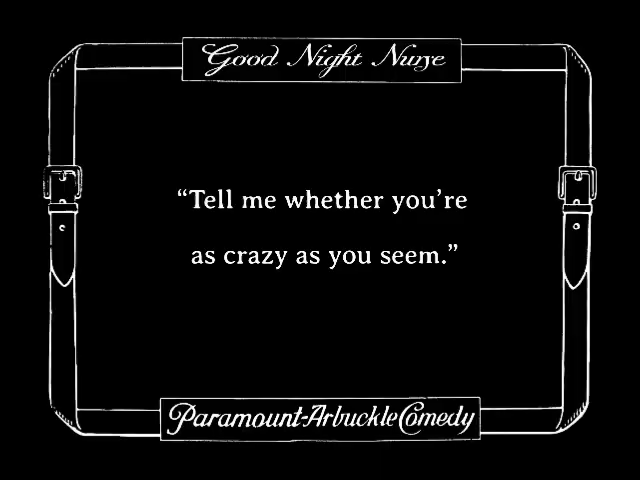 Good Night Nurse
“Tell me whether you’re
as crazy as you seem.”
Paramount-Arbuckle Comedy